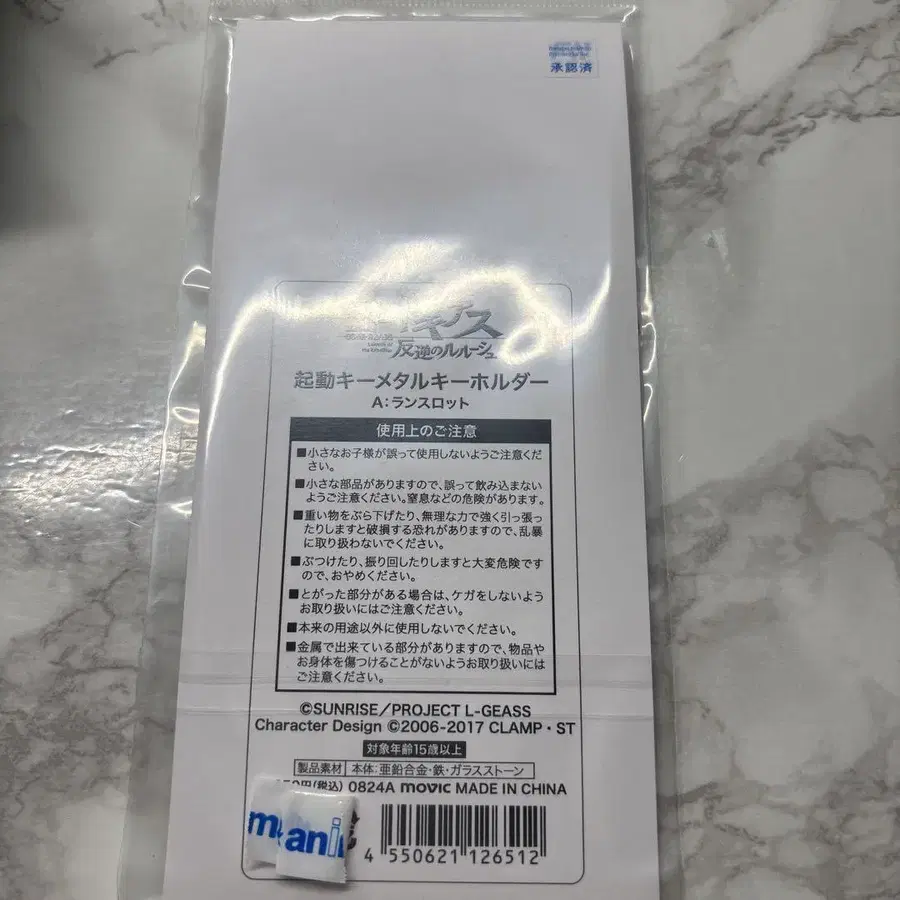 承認済
反逆のルルーシュ
起動キーメタルキーホルダー
A:ランスロット
使用上のご注意
■小さなお子様が誤って使用しないようご注意くだ
さい。
■小さな部品がありますので、誤って飲み込まない
ようご注意ください。窒息などの危険があります。
■重い物をぶら下げたり、無理な力で強く引っ張っ
たりしますと破損する恐れがありますので、乱暴
に取り扱わないでください。
■ぶつけたり、振り回したりしますと大変危険です
ので、おやめください。
■とがった部分がある場合は、ケガをしないよう
お取り扱いにはご注意ください。
■本来の用途以外に使用しないでください。
■金属で出来ている部分がありますので、物品や
お身体を傷つけることがないようお取り扱いには
ご注意ください。
©SUNRISE/PROJECT L-GEASS
Character Design ©2006-2017 CLAMP・ST
対象年齢15歳以上
製品素材 本体:亜鉛合金・鉄・ガラスストーン
円(税込) 0824A movic MADE IN CHINA
ani
4 550621 126512